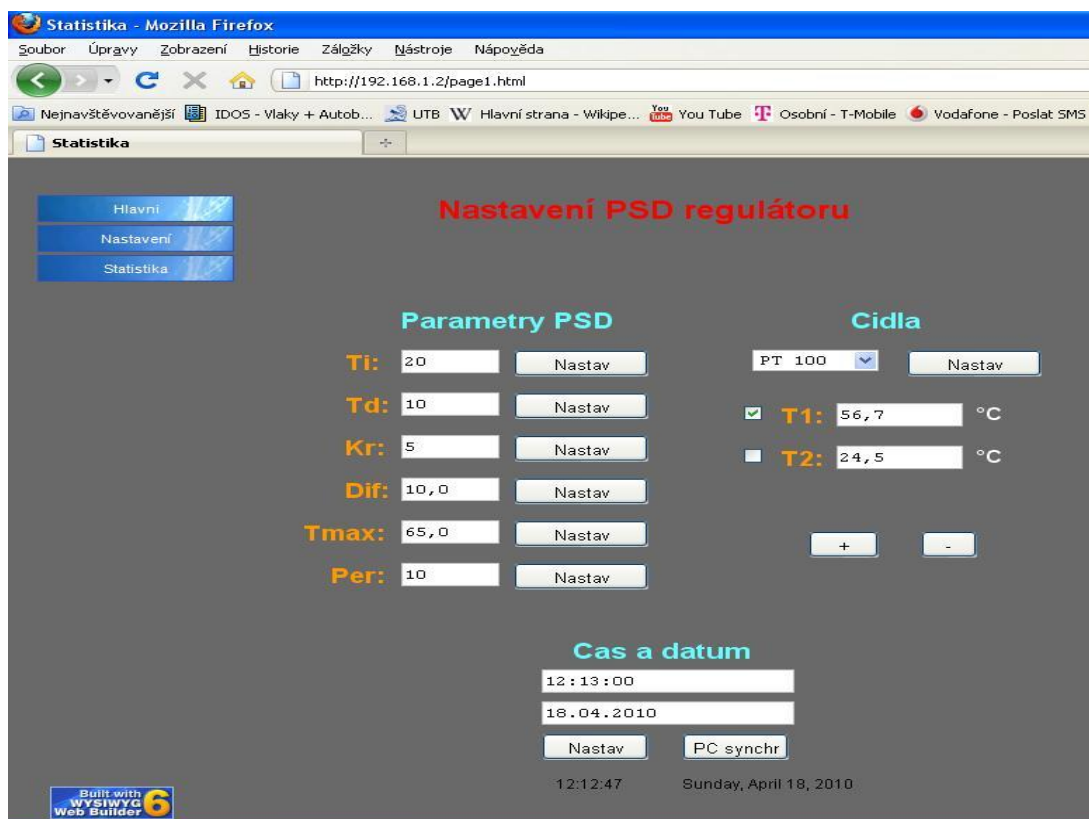 Statistika - Mozilla Firefox
Soubor Úpravy Zobrazení Historie Záložky Nástroje Nápověda
http://192.168.1.2/page1.html
Nejnavštěvovanější IDOS - Vlaky + Autob... UTB W Hlavní strana - Wikipe... You Tube You Tube T Osobní - T-Mobile Vodafone - Poslat SMS
Statistika
Hlavni
Nastavení
Statistika
Nastavení PSD regulátoru
Parametry PSD
Cidla
Ti: 20 Nastav
PT 100 Nastav
Td: 10 Nastav
T1: 56,7 °C
Kr: 5 Nastav
T2: 24,5 °C
Dif: 10,0 Nastav
Tmax: 65,0 Nastav
+ -
Per: 10 Nastav
Cas a datum
12:13:00
18.04.2010
Nastav PC synchr
12:12:47 Sunday, April 18, 2010
Built with
WYSIWYG
Web Builder 6